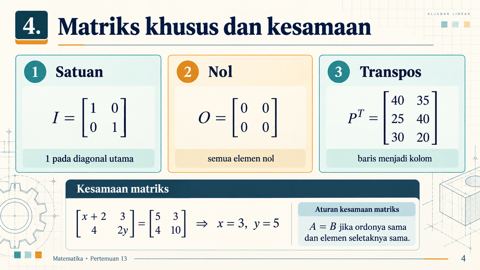 ALJABAR LINEAR
4. Matriks khusus dan kesamaan
1 Satuan
I = [1 0
0 1]
1 pada diagonal utama
2 Nol
O = [0 0
0 0]
semua elemen nol
3 Transpos
Pᵀ = [40 35
25 40
30 20]
baris menjadi kolom
Kesamaan matriks
[x + 2 3
4 2y] = [5 3
4 10] ⇒ x = 3, y = 5
Aturan kesamaan matriks
A = B jika ordonya sama
dan elemen seletaknya sama.
Matematika • Pertemuan 13
4